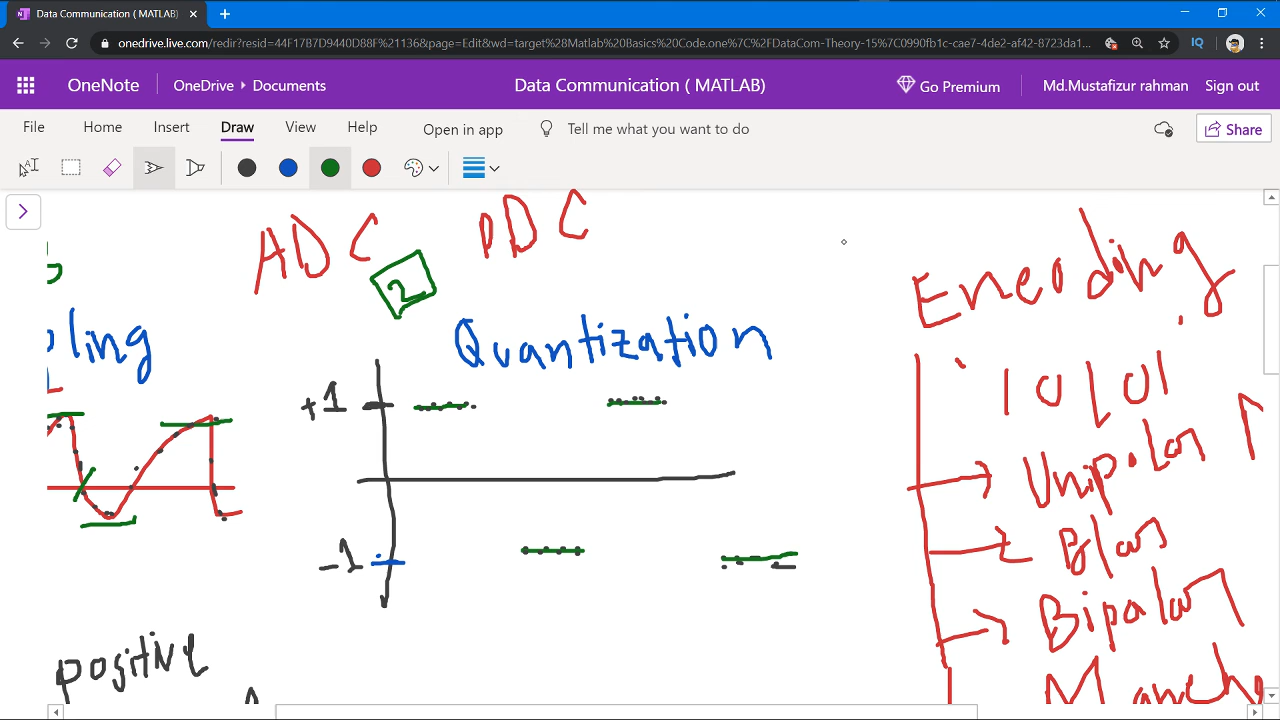 Data Communication ( MATLAB)
onedrive.live.com/redir?resid=44F17B7D9440D88F%21136&page=Edit&wd=target%28Matlab%20Basics%20Code.one%7C%2FDataCom-Theory-15%7C0990fb1c-cae7-4de2-af42-8723da1...
OneNote
OneDrive
Documents
Data Communication ( MATLAB)
Go Premium
Md.Mustafizur rahman
Sign out
File
Home
Insert
Draw
View
Help
Open in app
Tell me what you want to do
Share
ADC
DDC
2
Encoding
ling
Quantization
+1
10101
Unipolar
-1
Bipolar
positive
Manch